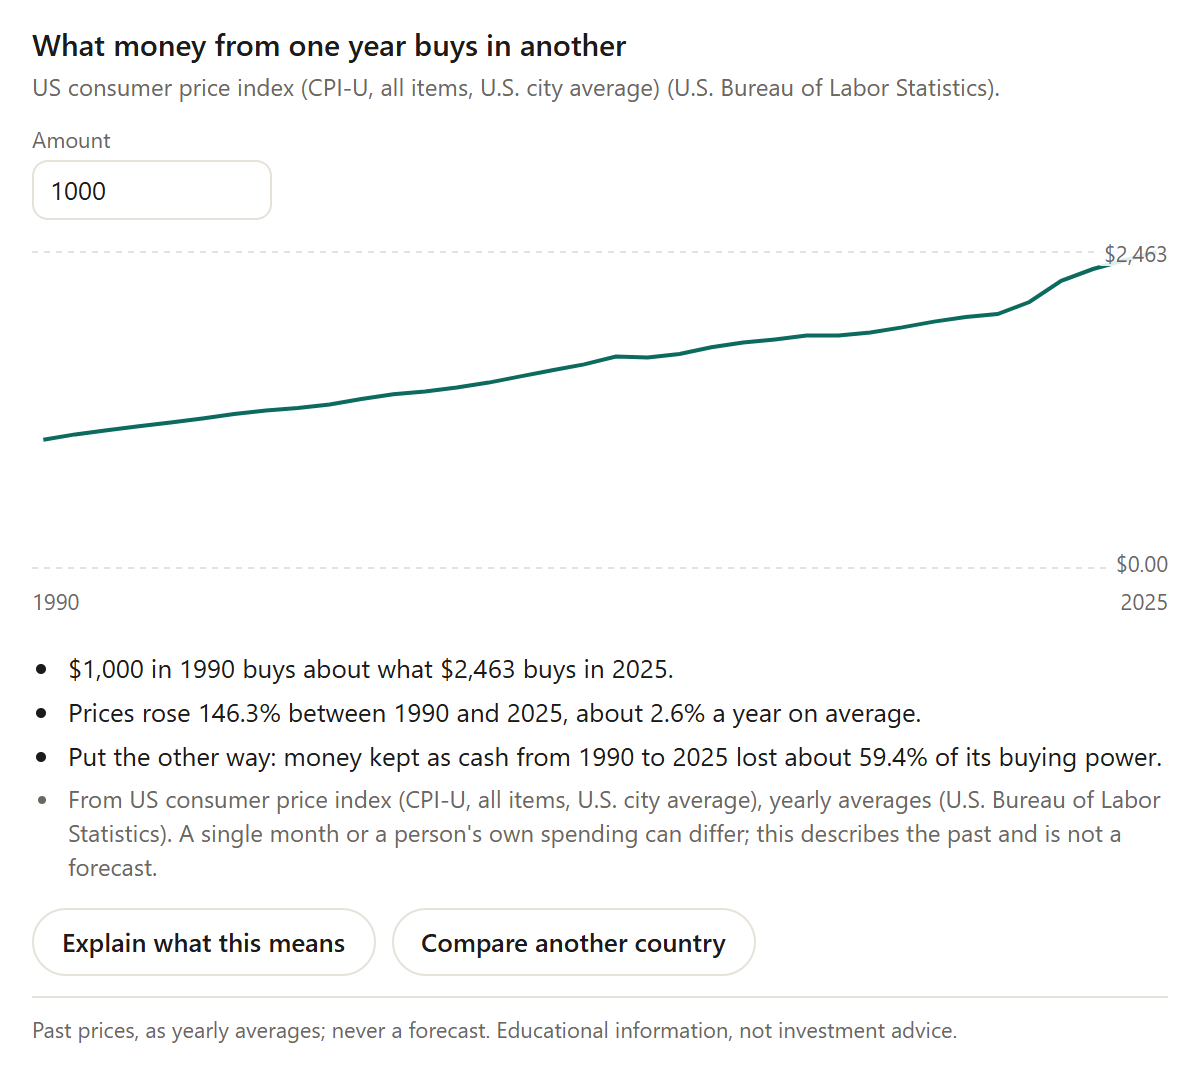 What money from one year buys in another
US consumer price index (CPI-U, all items, U.S. city average) (U.S. Bureau of Labor Statistics).
Amount
1000
$2,463
$0.00
1990
2025
$1,000 in 1990 buys about what $2,463 buys in 2025.
Prices rose 146.3% between 1990 and 2025, about 2.6% a year on average.
Put the other way: money kept as cash from 1990 to 2025 lost about 59.4% of its buying power.
From US consumer price index (CPI-U, all items, U.S. city average), yearly averages (U.S. Bureau of Labor
Statistics). A single month or a person's own spending can differ; this describes the past and is not a
forecast.
Explain what this means
Compare another country
Past prices, as yearly averages; never a forecast. Educational information, not investment advice.